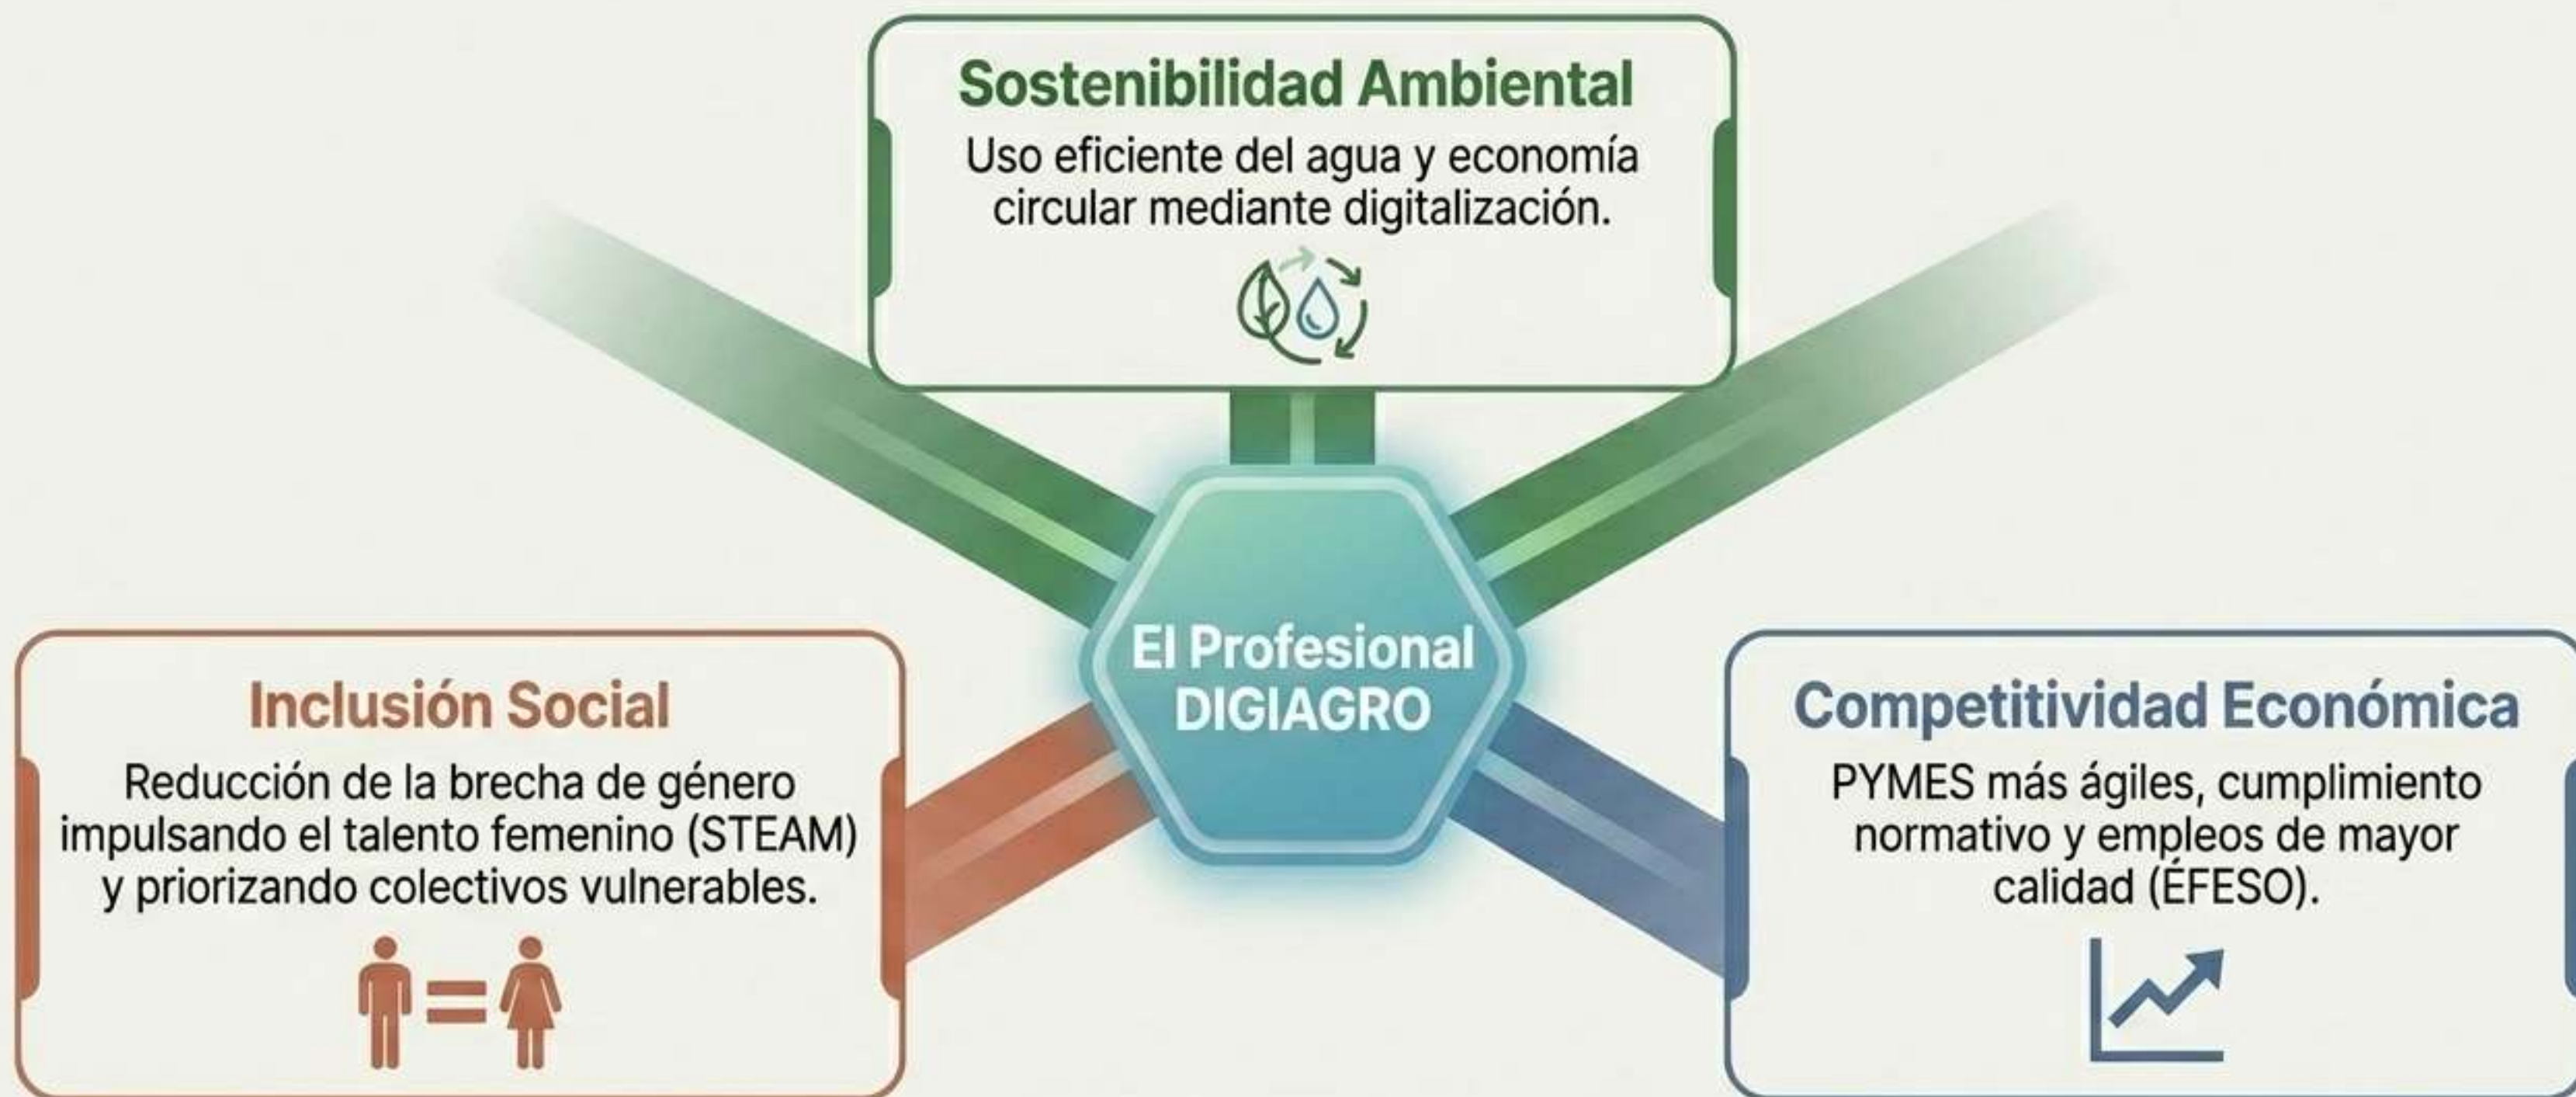 Sostenibilidad Ambiental
Uso eficiente del agua y economía
circular mediante digitalización.
El Profesional
DIGIAGRO
Inclusión Social
Reducción de la brecha de género
impulsando el talento femenino (STEAM)
y priorizando colectivos vulnerables.
Competitividad Económica
PYMES más ágiles, cumplimiento
normativo y empleos de mayor
calidad (ÉFESO).